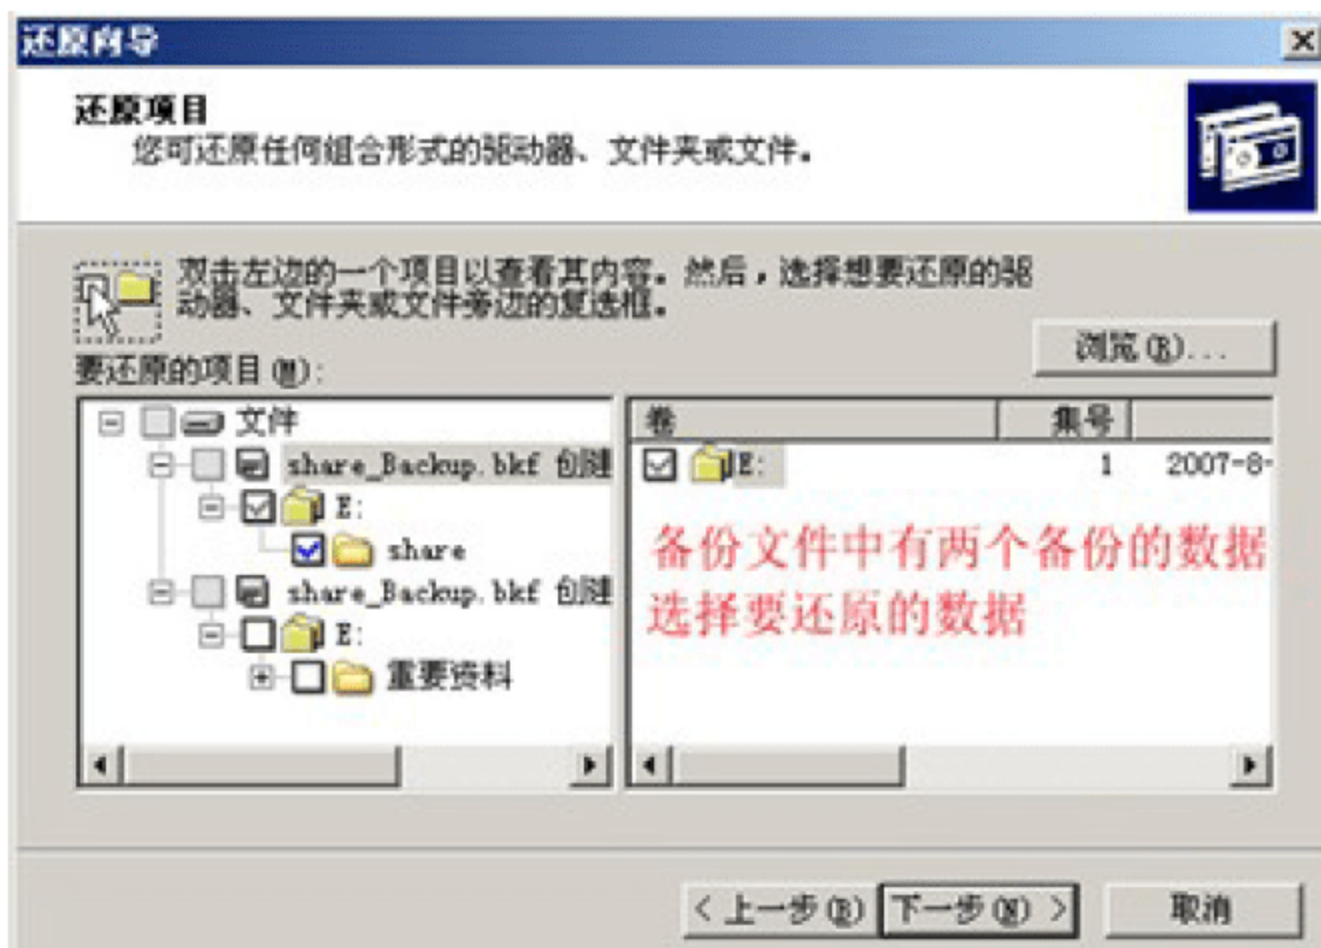 还原向导
还原项目
您可还原任何组合形式的驱动器、文件夹或文件。
双击左边的一个项目以查看其内容。然后，选择想要还原的驱
动器、文件夹或文件旁边的复选框。
浏览(R)...
要还原的项目(M):
文件
share_Backup.bkf 创建
E:
share
share_Backup.bkf 创建
E:
重要资料
卷 集号
E: 1 2007-8-
备份文件中有两个备份的数据
选择要还原的数据
< 上一步(B) 下一步(N) > 取消